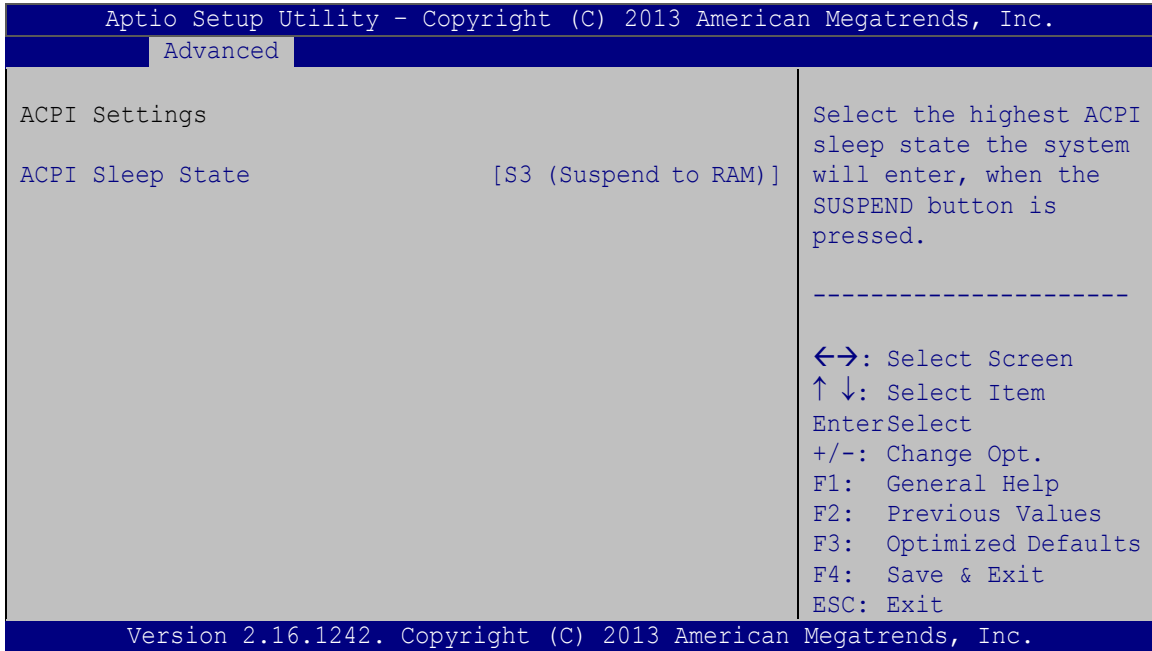 Aptio Setup Utility – Copyright (C) 2013 American Megatrends, Inc.
Advanced
ACPI Settings
ACPI Sleep State [S3 (Suspend to RAM)]
Select the highest ACPI
sleep state the system
will enter, when the
SUSPEND button is
pressed.
----------------------
←→: Select Screen
↑ ↓: Select Item
EnterSelect
+/-: Change Opt.
F1: General Help
F2: Previous Values
F3: Optimized Defaults
F4: Save & Exit
ESC: Exit
Version 2.16.1242. Copyright (C) 2013 American Megatrends, Inc.